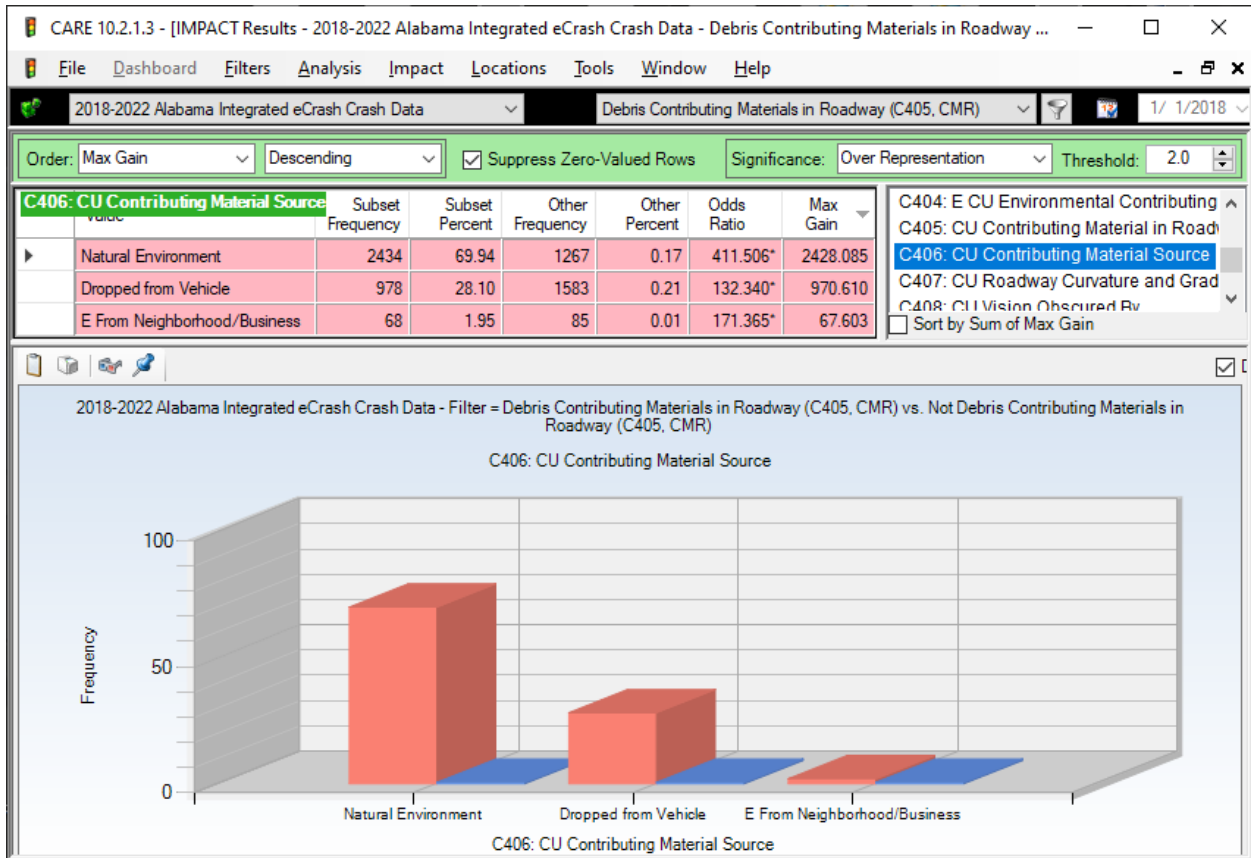 CARE 10.2.1.3 - [IMPACT Results - 2018-2022 Alabama Integrated eCrash Crash Data - Debris Contributing Materials in Roadway ...
File Dashboard Filters Analysis Impact Locations Tools Window Help
2018-2022 Alabama Integrated eCrash Crash Data Debris Contributing Materials in Roadway (C405, CMR) 1/ 1/2018
Order: Max Gain Descending Suppress Zero-Valued Rows Significance: Over Representation Threshold: 2.0
C406: CU Contributing Material Source Subset Frequency Subset Percent Other Frequency Other Percent Odds Ratio Max Gain
Natural Environment 2434 69.94 1267 0.17 411.506* 2428.085
Dropped from Vehicle 978 28.10 1583 0.21 132.340* 970.610
E From Neighborhood/Business 68 1.95 85 0.01 171.365* 67.603
C404: E CU Environmental Contributing
C405: CU Contributing Material in Roadw
C406: CU Contributing Material Source
C407: CU Roadway Curvature and Grad
C408: CU Vision Obscured By
Sort by Sum of Max Gain
2018-2022 Alabama Integrated eCrash Crash Data - Filter = Debris Contributing Materials in Roadway (C405, CMR) vs. Not Debris Contributing Materials in
Roadway (C405, CMR)
C406: CU Contributing Material Source
100
50
0
Frequency
Natural Environment Dropped from Vehicle E From Neighborhood/Business
C406: CU Contributing Material Source